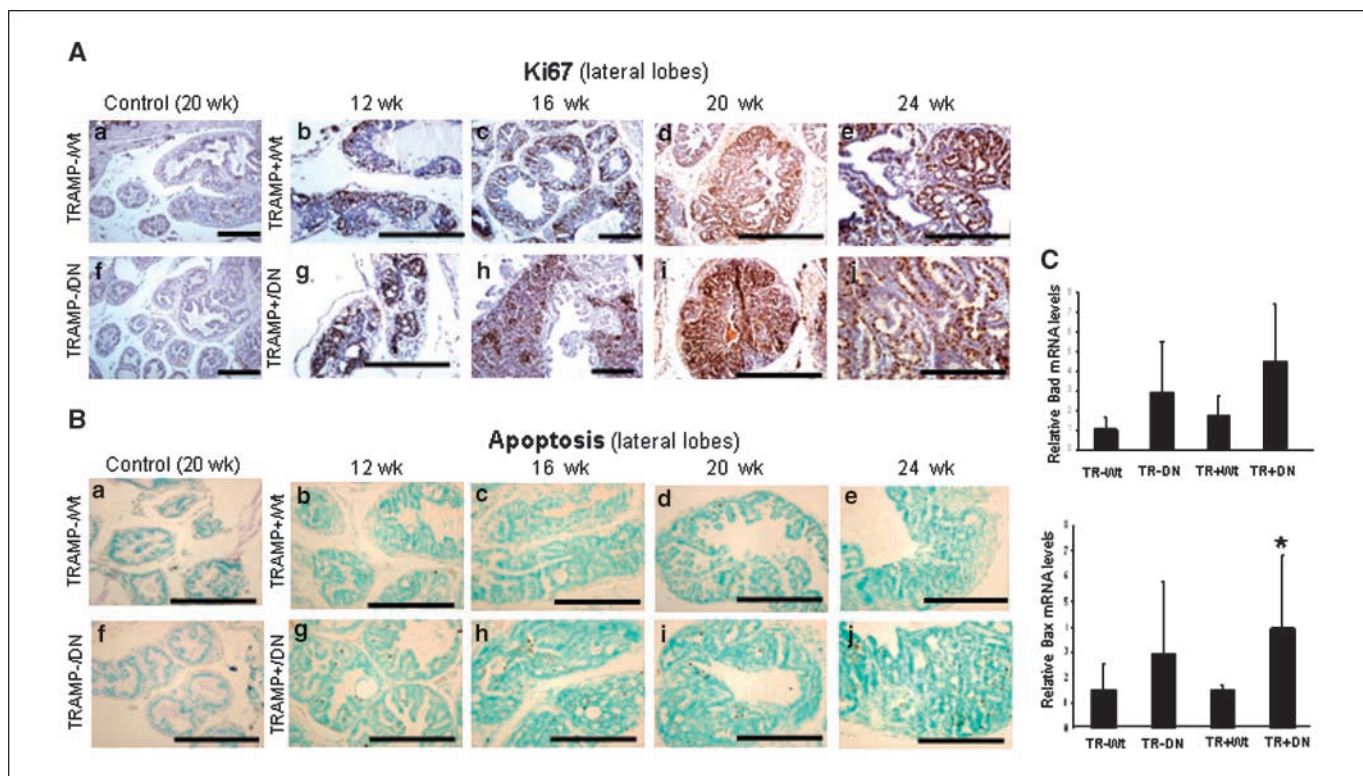 A
Ki67 (lateral lobes)
Control (20 wk) 12 wk 16 wk 20 wk 24 wk
TRAMP-/Wt
a
TRAMP+/Wt
b c d e
TRAMP-/DN
f
TRAMP+/DN
g h i j
B
Apoptosis (lateral lobes)
Control (20 wk) 12 wk 16 wk 20 wk 24 wk
TRAMP-/Wt
a
TRAMP+/Wt
b c d e
TRAMP-/DN
f
TRAMP+/DN
g h i j
C
Relative Bad mRNA levels
TR-Wt TR-DN TR+Wt TR+DN
Relative Bax mRNA levels
*
TR-Wt TR-DN TR+Wt TR+DN